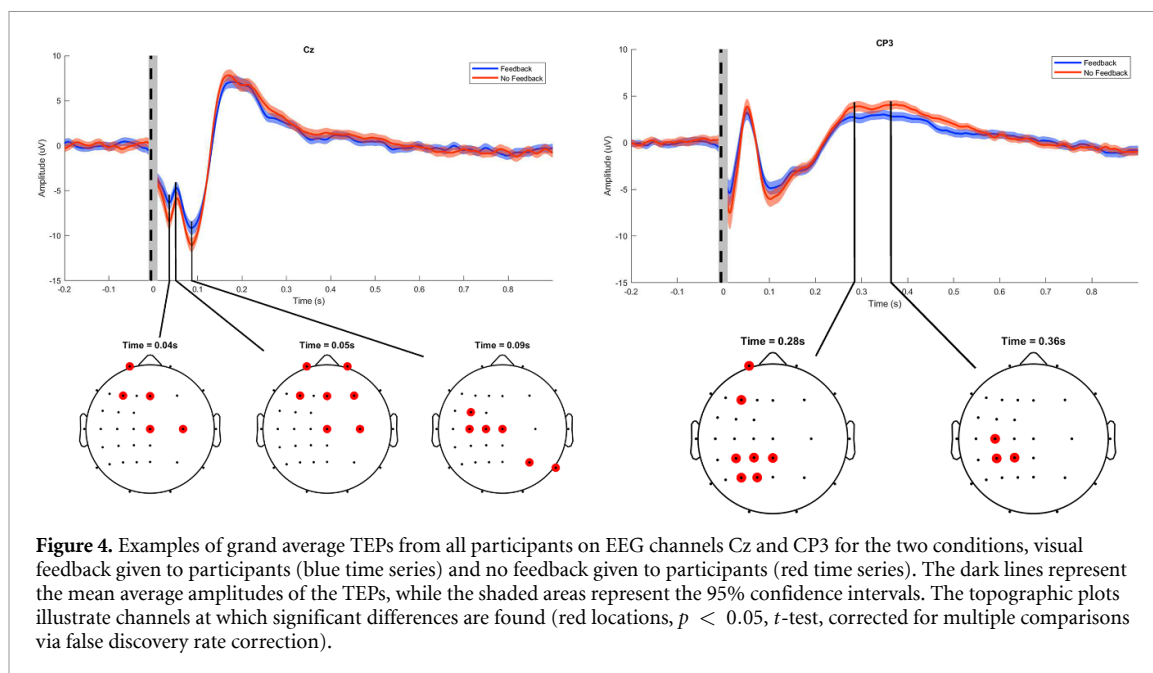 Cz
Feedback
No Feedback
10
5
0
-5
-10
-15
Amplitude (uV)
-0.2
-0.1
0
0.1
0.2
0.3
0.4
0.5
0.6
0.7
0.8
Time (s)
CP3
Feedback
No Feedback
10
5
0
-5
-10
-15
Amplitude (uV)
-0.2
-0.1
0
0.1
0.2
0.3
0.4
0.5
0.6
0.7
0.8
Time (s)
Time = 0.04s
Time = 0.05s
Time = 0.09s
Time = 0.28s
Time = 0.36s
Figure 4. Examples of grand average TEPs from all participants on EEG channels Cz and CP3 for the two conditions, visual
feedback given to participants (blue time series) and no feedback given to participants (red time series). The dark lines represent
the mean average amplitudes of the TEPs, while the shaded areas represent the 95% confidence intervals. The topographic plots
illustrate channels at which significant differences are found (red locations, p < 0.05, t-test, corrected for multiple comparisons
via false discovery rate correction).